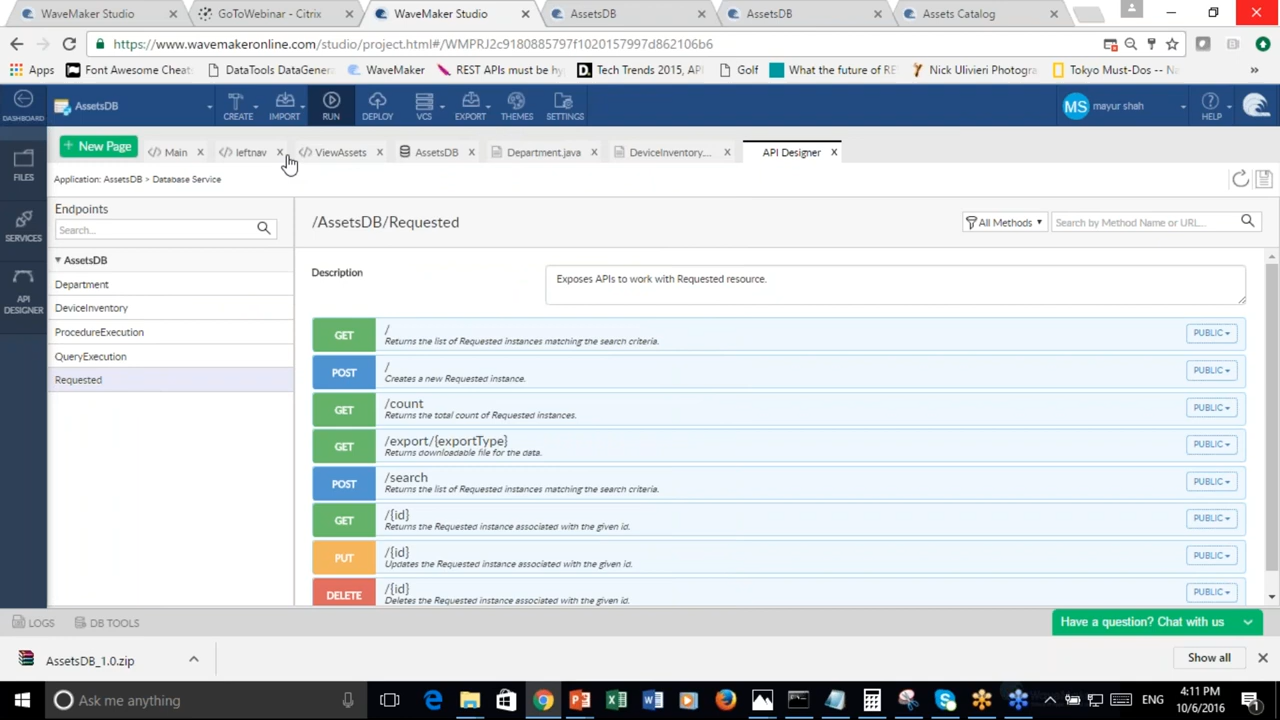 WaveMaker Studio
GoToWebinar - Citrix
WaveMaker Studio
AssetsDB
AssetsDB
Assets Catalog
https://www.wavemakeronline.com/studio/project.html#/WMPRJ2c9180885797f1020157997d862106b6
Apps
Font Awesome Cheats
DataTools DataGener
WaveMaker
REST APIs must be hy
Tech Trends 2015, AP
Golf
What the future of RE
Nick Ulivieri Photogra
Tokyo Must-Dos -- Na
»
DASHBOARD
AssetsDB
CREATE
IMPORT
RUN
DEPLOY
VCS
EXPORT
THEMES
SETTINGS
MS
mayur shah
HELP
+ New Page
Main
leftnav
ViewAssets
AssetsDB
Department.java
DeviceInventory...
API Designer
FILES
SERVICES
API DESIGNER
Application: AssetsDB > Database Service
Endpoints
Search...
AssetsDB
Department
DeviceInventory
ProcedureExecution
QueryExecution
Requested
/AssetsDB/Requested
All Methods
Search by Method Name or URL...
Description
Exposes APIs to work with Requested resource.
GET
/
Returns the list of Requested instances matching the search criteria.
PUBLIC
POST
/
Creates a new Requested instance.
PUBLIC
GET
/count
Returns the total count of Requested instances.
PUBLIC
GET
/export/{exportType}
Returns downloadable file for the data.
PUBLIC
POST
/search
Returns the list of Requested instances matching the search criteria.
PUBLIC
GET
/{id}
Returns the Requested instance associated with the given id.
PUBLIC
PUT
/{id}
Updates the Requested instance associated with the given id.
PUBLIC
DELETE
/{id}
Deletes the Requested instance associated with the given id.
PUBLIC
LOGS
DB TOOLS
Have a question? Chat with us
AssetsDB_1.0.zip
Show all
Ask me anything
ENG
4:11 PM
10/6/2016